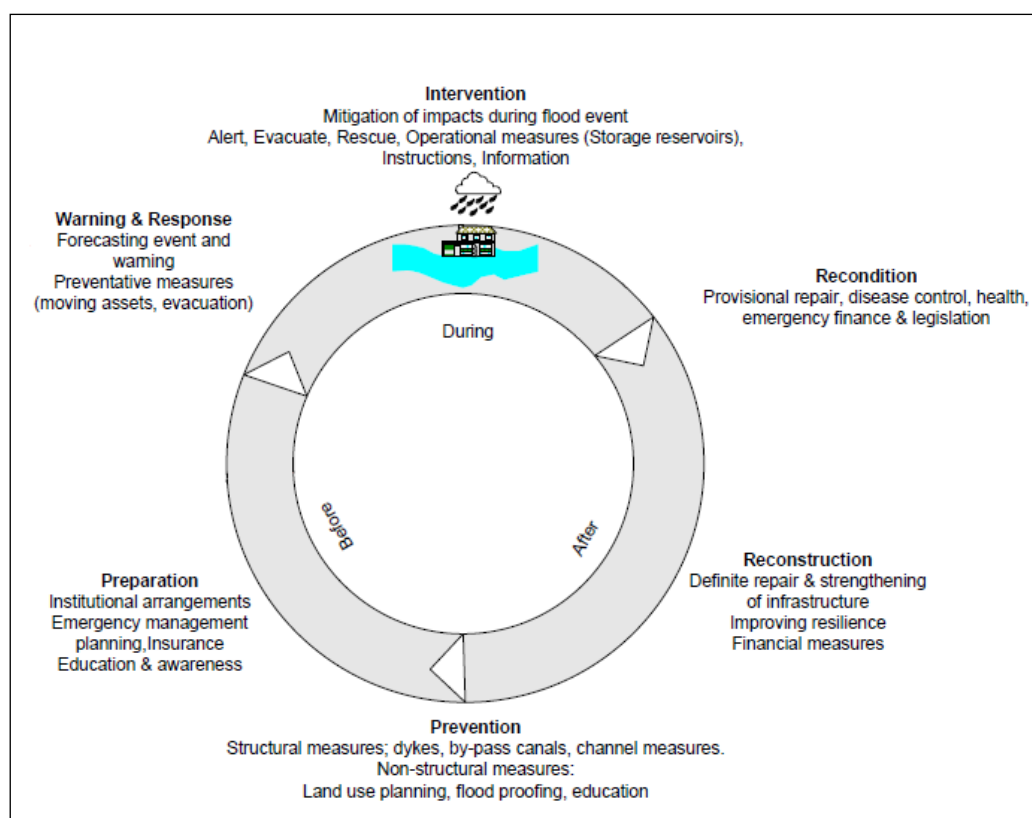 Intervention
Mitigation of impacts during flood event
Alert, Evacuate, Rescue, Operational measures (Storage reservoirs),
Instructions, Information
Warning & Response
Forecasting event and
warning
Preventative measures
(moving assets, evacuation)
Recondition
Provisional repair, disease control, health,
emergency finance & legislation
During
Before
After
Preparation
Institutional arrangements
Emergency management
planning,Insurance
Education & awareness
Reconstruction
Definite repair & strengthening
of infrastructure
Improving resilience
Financial measures
Prevention
Structural measures; dykes, by-pass canals, channel measures.
Non-structural measures:
Land use planning, flood proofing, education